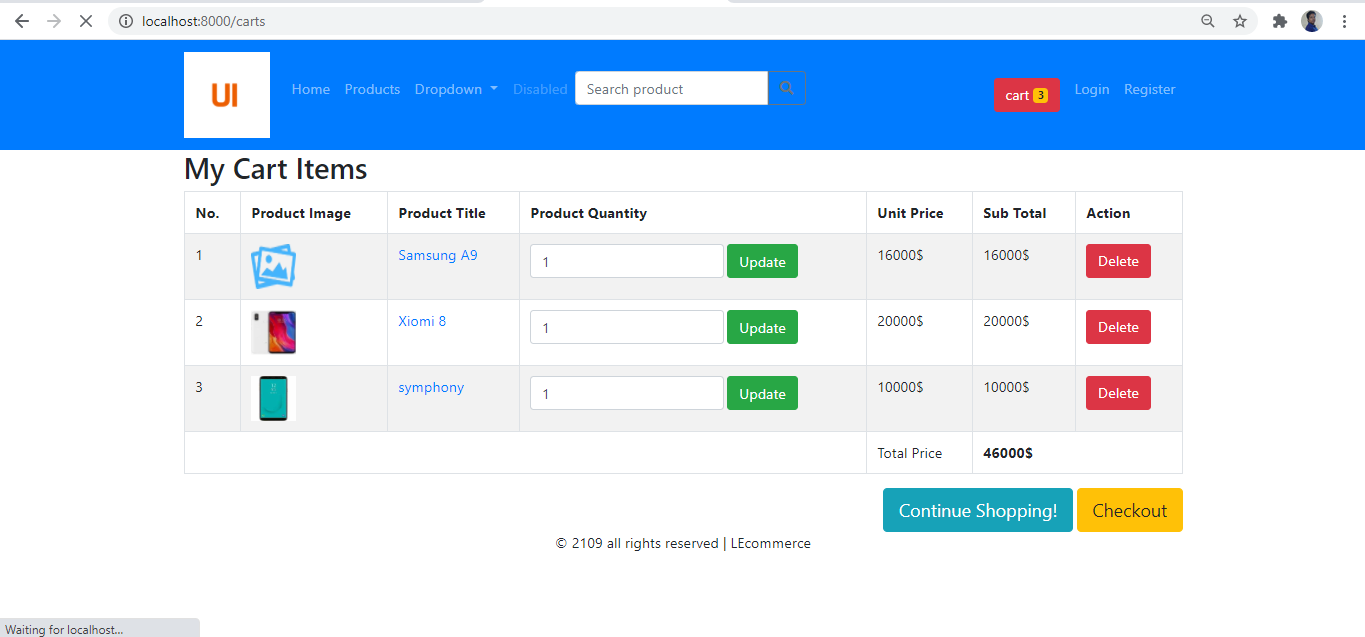 localhost:8000/carts
UI
Home Products Dropdown Disabled Search product cart 3 Login Register
My Cart Items
No. Product Image Product Title Product Quantity Unit Price Sub Total Action
1 Samsung A9 1 Update 16000$ 16000$ Delete
2 Xiomi 8 1 Update 20000$ 20000$ Delete
3 symphony 1 Update 10000$ 10000$ Delete
Total Price 46000$
Continue Shopping! Checkout
© 2109 all rights reserved | LEcommerce
Waiting for localhost...